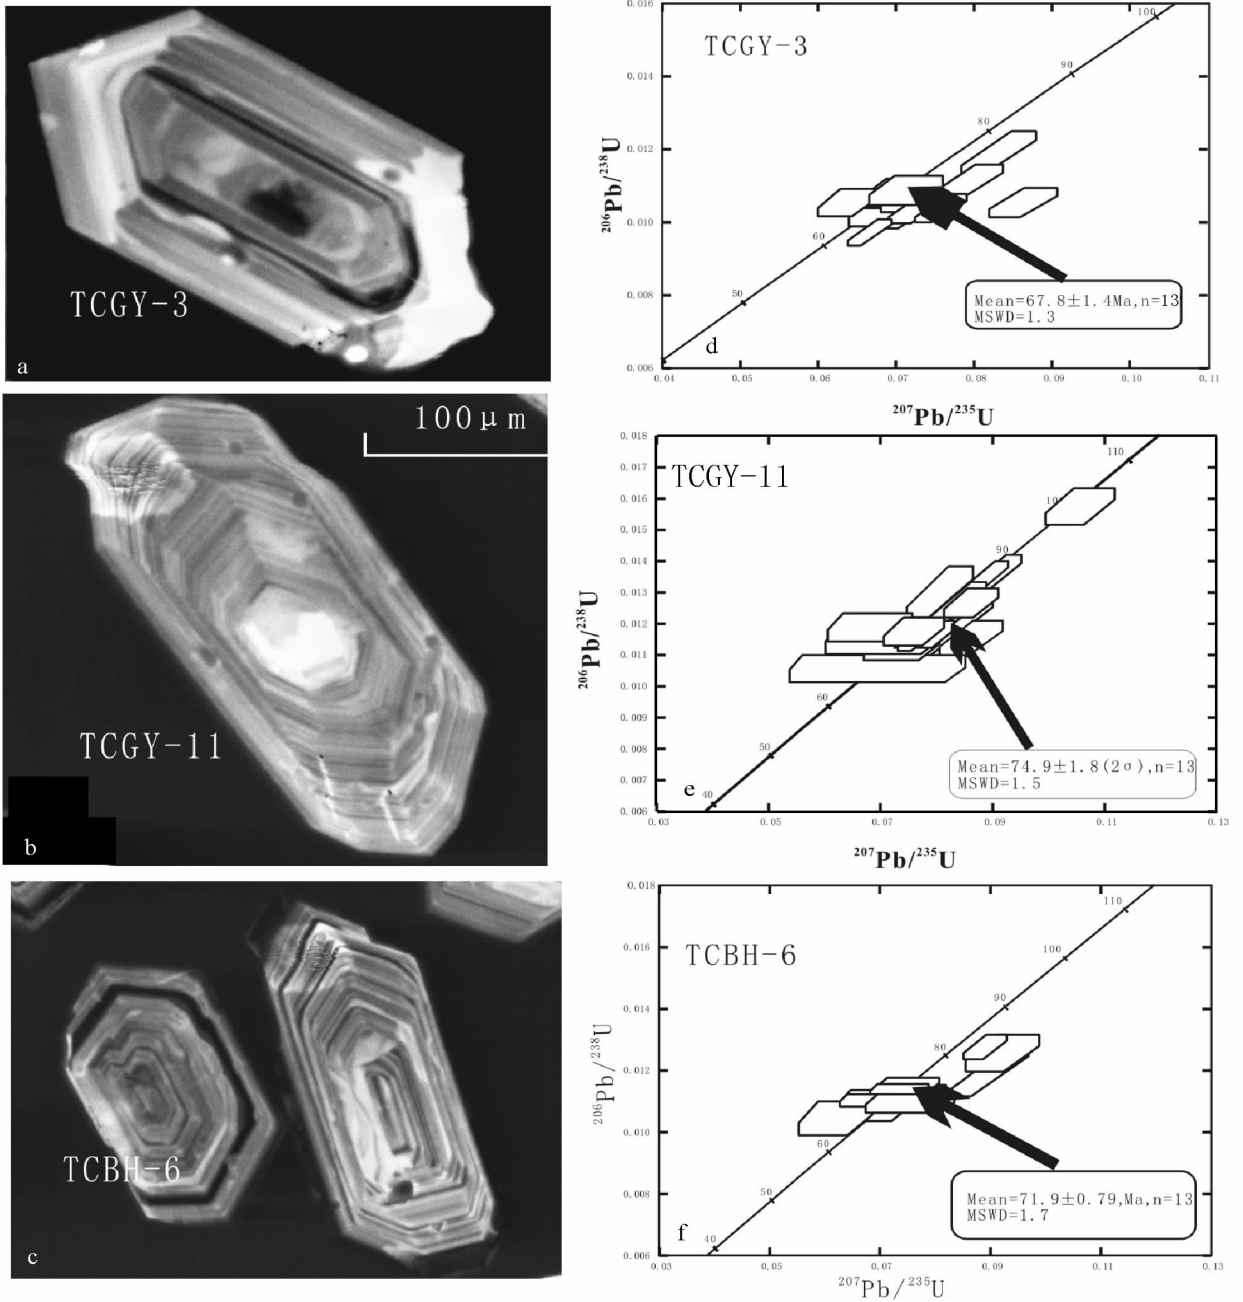 TCGY-3
a
100μm
TCGY-11
b
TCBH-6
c
TCGY-3
0.016
0.014
0.012
0.010
0.008
0.006
²⁰⁶Pb/²³⁸U
100
90
80
60
50
Mean=67.8±1.4Ma,n=13
MSWD=1.3
d
0.04 0.05 0.06 0.07 0.08 0.09 0.10 0.11
²⁰⁷Pb/²³⁵U
TCGY-11
0.018
0.017
0.016
0.015
0.014
0.013
0.012
0.011
0.010
0.009
0.008
0.007
0.006
²⁰⁶Pb/²³⁸U
110
90
60
50
40
Mean=74.9±1.8(2σ),n=13
MSWD=1.5
e
0.03 0.05 0.07 0.09 0.11 0.13
²⁰⁷Pb/²³⁵U
TCBH-6
0.018
0.016
0.014
0.012
0.010
0.008
0.006
²⁰⁶Pb/²³⁸U
110
100
90
80
60
50
40
Mean=71.9±0.79,Ma,n=13
MSWD=1.7
f
0.03 0.05 0.07 0.09 0.11 0.13
²⁰⁷Pb/²³⁵U